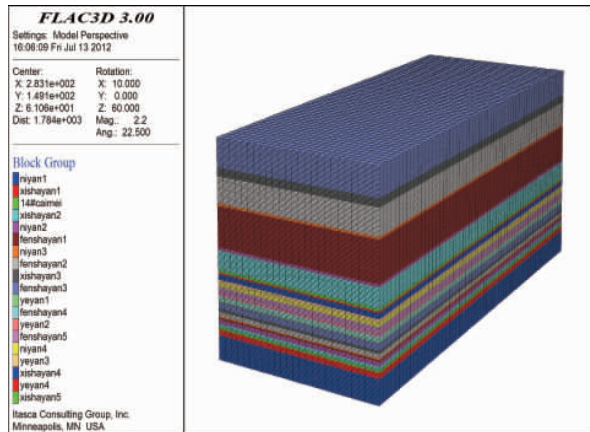 FLAC3D 3.00
Settings: Model Perspective
16:06:09 Fri Jul 13 2012
Center: Rotation:
X: 2.831e+002 X: 10.000
Y: 1.491e+002 Y: 0.000
Z: 6.106e+001 Z: 60.000
Dist: 1.784e+003 Mag.: 2.2
Ang.: 22.500
Block Group
niyan1
xishayan1
14#caimei
xishayan2
niyan2
fenshayan1
niyan3
fenshayan2
xishayan3
fenshayan3
yeyan1
fenshayan4
yeyan2
fenshayan5
niyan4
yeyan3
xishayan4
yeyan4
xishayan5
Itasca Consulting Group, Inc.
Minneapolis, MN USA